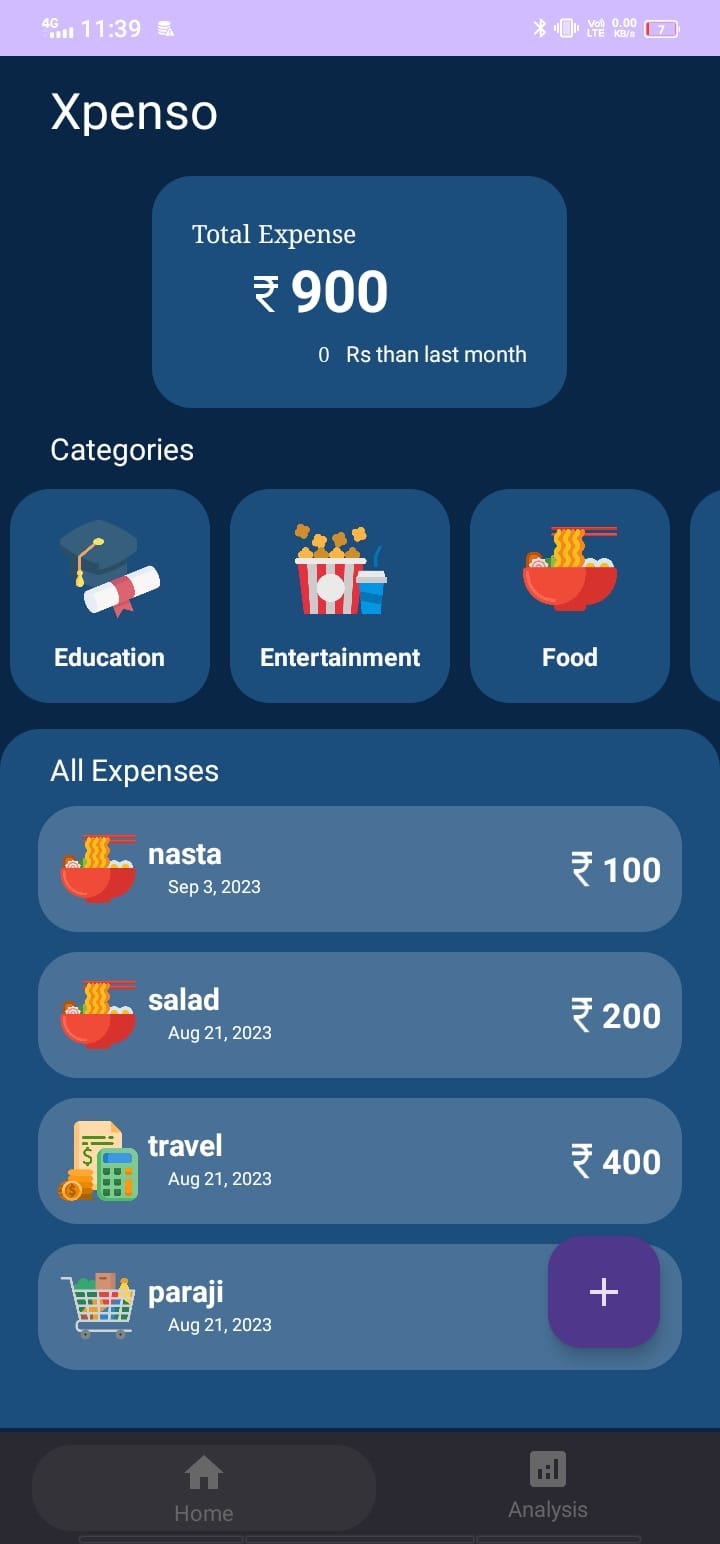 4G 11:39 Vo) LTE 0.00 KB/s 7
Xpenso
Total Expense
₹ 900
0 Rs than last month
Categories
Education Entertainment Food
All Expenses
nasta
Sep 3, 2023
₹ 100
salad
Aug 21, 2023
₹ 200
travel
Aug 21, 2023
₹ 400
paraji
Aug 21, 2023
+
Home Analysis